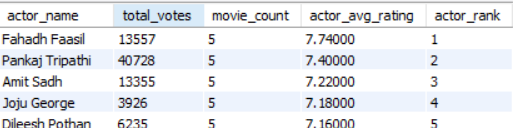 actor_name total_votes movie_count actor_avg_rating actor_rank
Fahadh Faasil 13557 5 7.74000 1
Pankaj Tripathi 40728 5 7.40000 2
Amit Sadh 13355 5 7.22000 3
Joju George 3926 5 7.18000 4
Dileesh Pothan 6235 5 7.16000 5